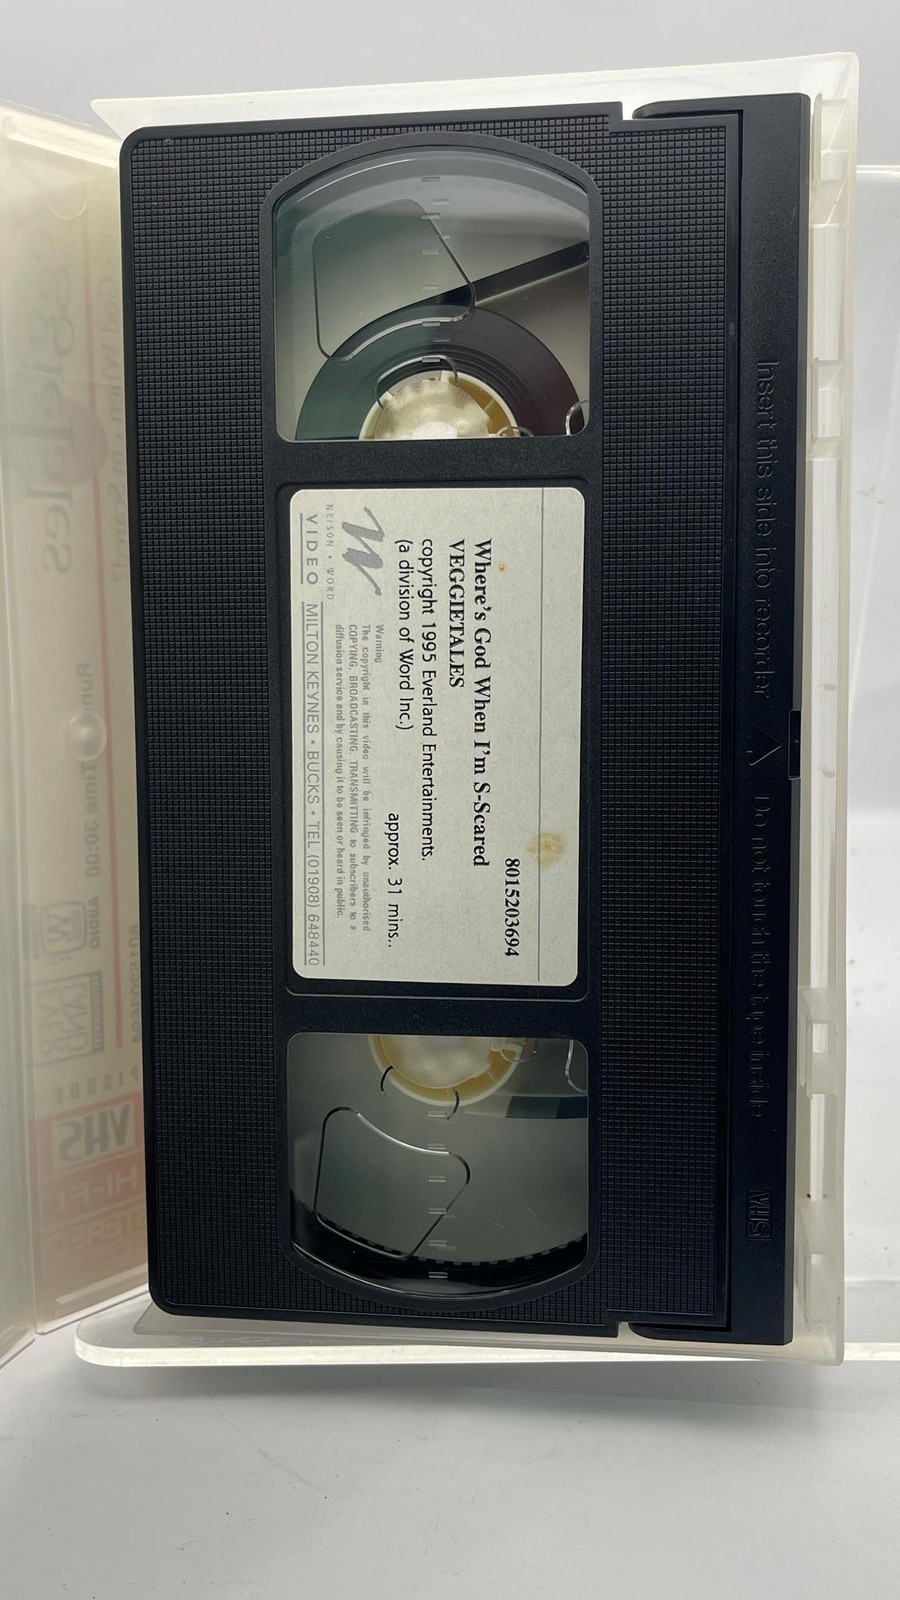 8015203694
Where's God When I'm S-Scared
VEGGIETALES
copyright 1995 Everland Entertainments.
(a division of Word Inc.)
approx. 31 mins..
NELSON • WORD
VIDEO
Warning
The copyright in this video will be infringed by unauthorised
COPYING, BROADCASTING, TRANSMITTING to subscribers to a
diffusion service and by causing it to be seen or heard in public.
MILTON KEYNES • BUCKS • TEL (01908) 648440
Insert this side into recorder
Do not touch the tape inside
VHS
VHS
HI-FI